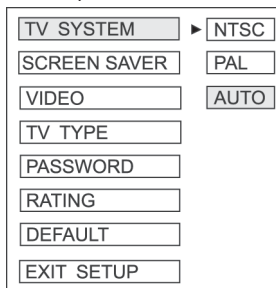 TV SYSTEM
NTSC
SCREEN SAVER
PAL
VIDEO
AUTO
TV TYPE
PASSWORD
RATING
DEFAULT
EXIT SETUP